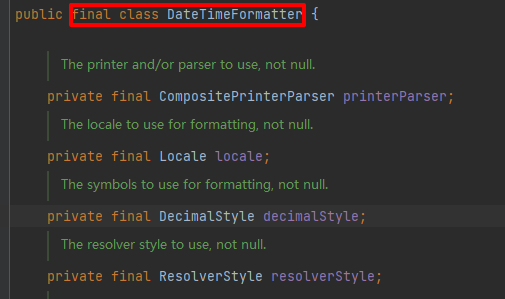 public final class DateTimeFormatter {
The printer and/or parser to use, not null.
private final CompositePrinterParser printerParser;
The locale to use for formatting, not null.
private final Locale locale;
The symbols to use for formatting, not null.
private final DecimalStyle decimalStyle;
The resolver style to use, not null.
private final ResolverStyle resolverStyle;